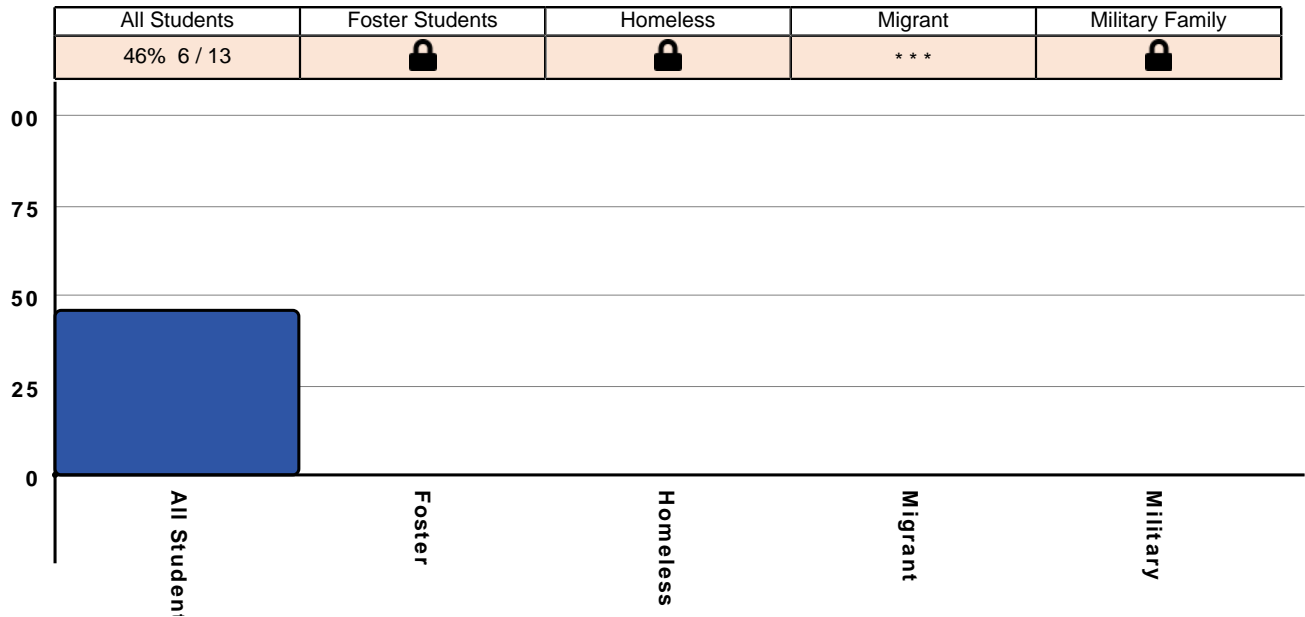 All Students Foster Students Homeless Migrant Military Family
46% 6 / 13 * * *
00
75
50
25
0
All Student
Foster
Homeless
Migrant
Military